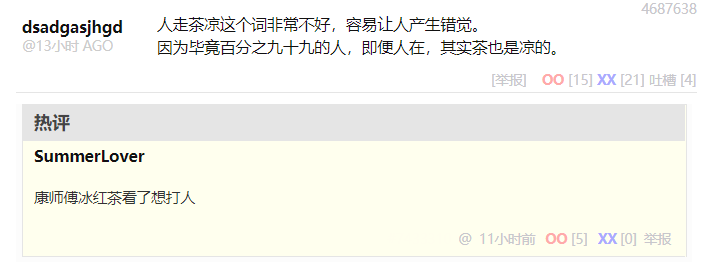 4687638
dsadgasjhgd
@13小时 AGO
人走茶凉这个词非常不好，容易让人产生错觉。
因为毕竟百分之九十九的人，即便人在，其实茶也是凉的。
[举报] OO [15] XX [21] 吐槽 [4]
热评
SummerLover
康师傅冰红茶看了想打人
@ 11小时前 OO [5] XX [0] 举报